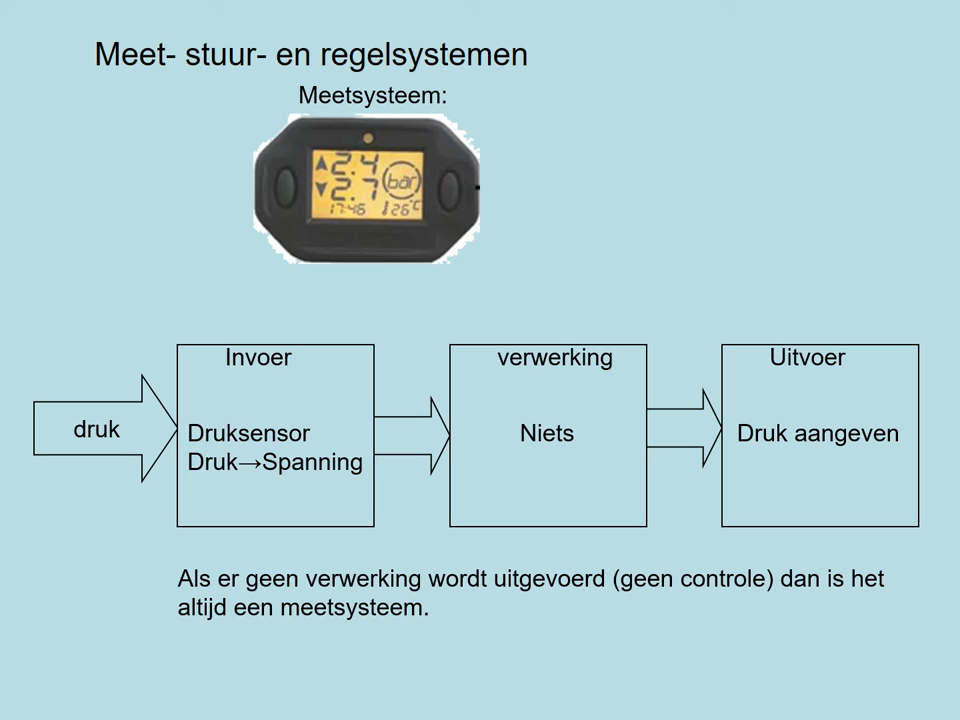 Meet- stuur- en regelsystemen
Meetsysteem:
▲2.4
▼2.7
bar
17:46
26°C
Invoer
verwerking
Uitvoer
druk
Druksensor
Druk→Spanning
Niets
Druk aangeven
Als er geen verwerking wordt uitgevoerd (geen controle) dan is het
altijd een meetsysteem.